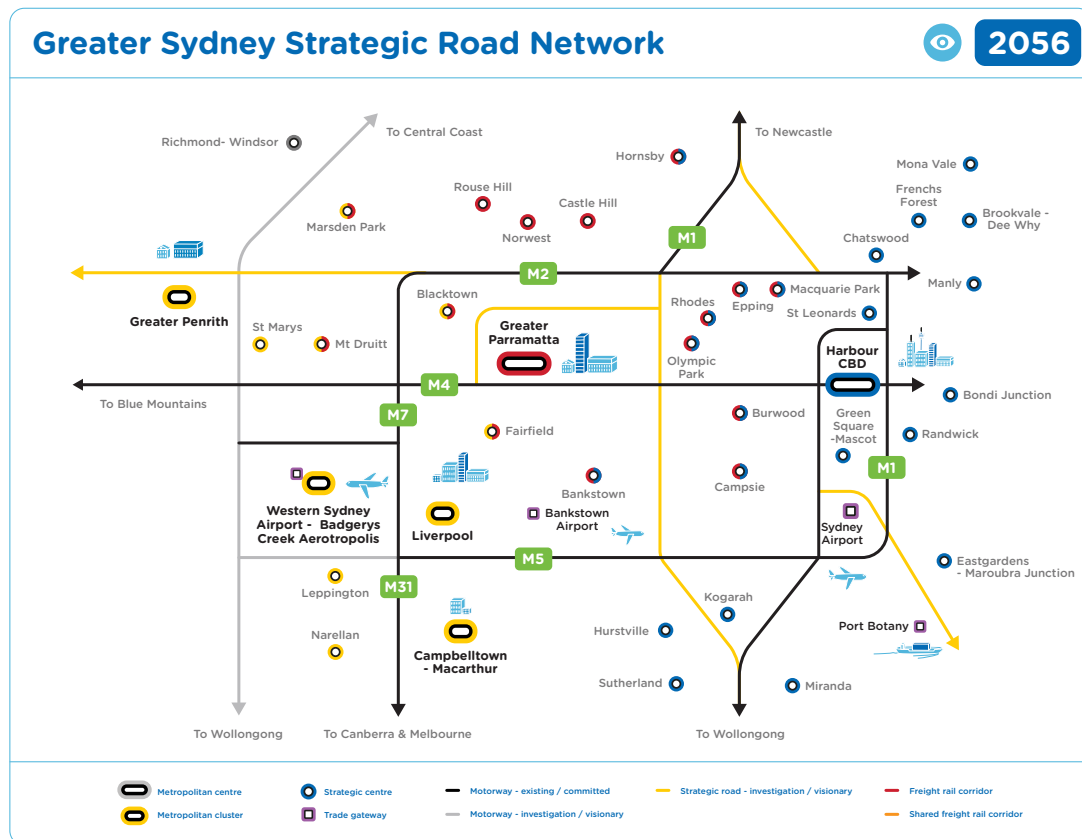 Greater Sydney Strategic Road Network
2056
To Central Coast
To Newcastle
Richmond- Windsor
Hornsby
Mona Vale
Rouse Hill
Castle Hill
Frenchs
Forest
Marsden Park
Norwest
Brookvale -
Dee Why
M1
Chatswood
M2
Manly
Greater Penrith
Blacktown
Macquarie Park
Rhodes
Epping
St Leonards
St Marys
Mt Druitt
Greater
Parramatta
Olympic
Park
Harbour
CBD
M4
To Blue Mountains
Bondi Junction
M7
Burwood
Green
Square
-Mascot
Fairfield
Randwick
M1
Bankstown
Campsie
Western Sydney
Airport -  Badgerys
Creek Aerotropolis
Liverpool
Bankstown
Airport
Sydney
Airport
M5
Eastgardens
- Maroubra Junction
Leppington
M31
Kogarah
Narellan
Hurstville
Port Botany
Campbelltown
- Macarthur
Sutherland
Miranda
To Wollongong
To Canberra & Melbourne
To Wollongong
Metropolitan centre
Strategic centre
Motorway - existing / committed
Strategic road - investigation / visionary
Freight rail corridor
Metropolitan cluster
Trade gateway
Motorway - investigation / visionary
Shared freight rail corridor